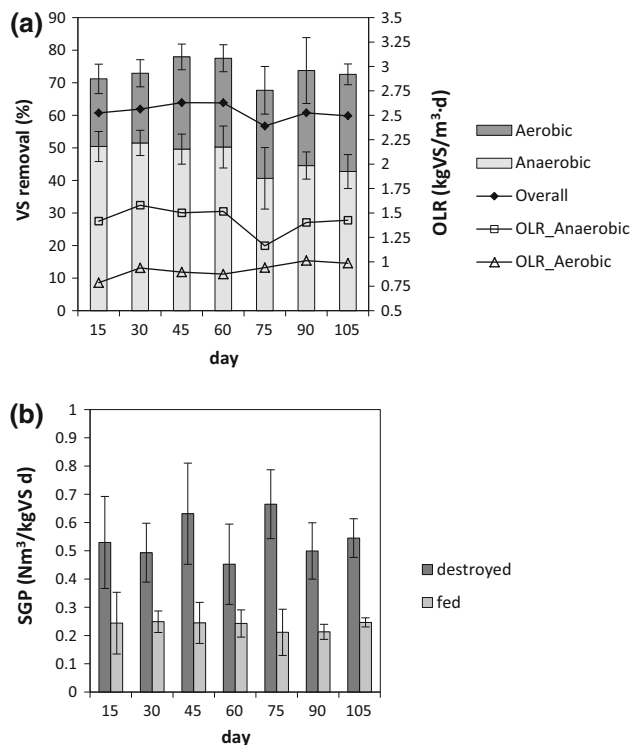 (a)
90
80
70
60
50
40
30
20
10
0
VS removal (%)
3.5
3.25
3
2.75
2.5
2.25
2
1.75
1.5
1.25
1
0.75
0.5
OLR (kgVS/m³·d)
15 30 45 60 75 90 105
day
Aerobic
Anaerobic
Overall
OLR_Anaerobic
OLR_Aerobic
(b)
1
0.9
0.8
0.7
0.6
0.5
0.4
0.3
0.2
0.1
0
SGP (Nm³/kgVS d)
15 30 45 60 75 90 105
day
destroyed
fed